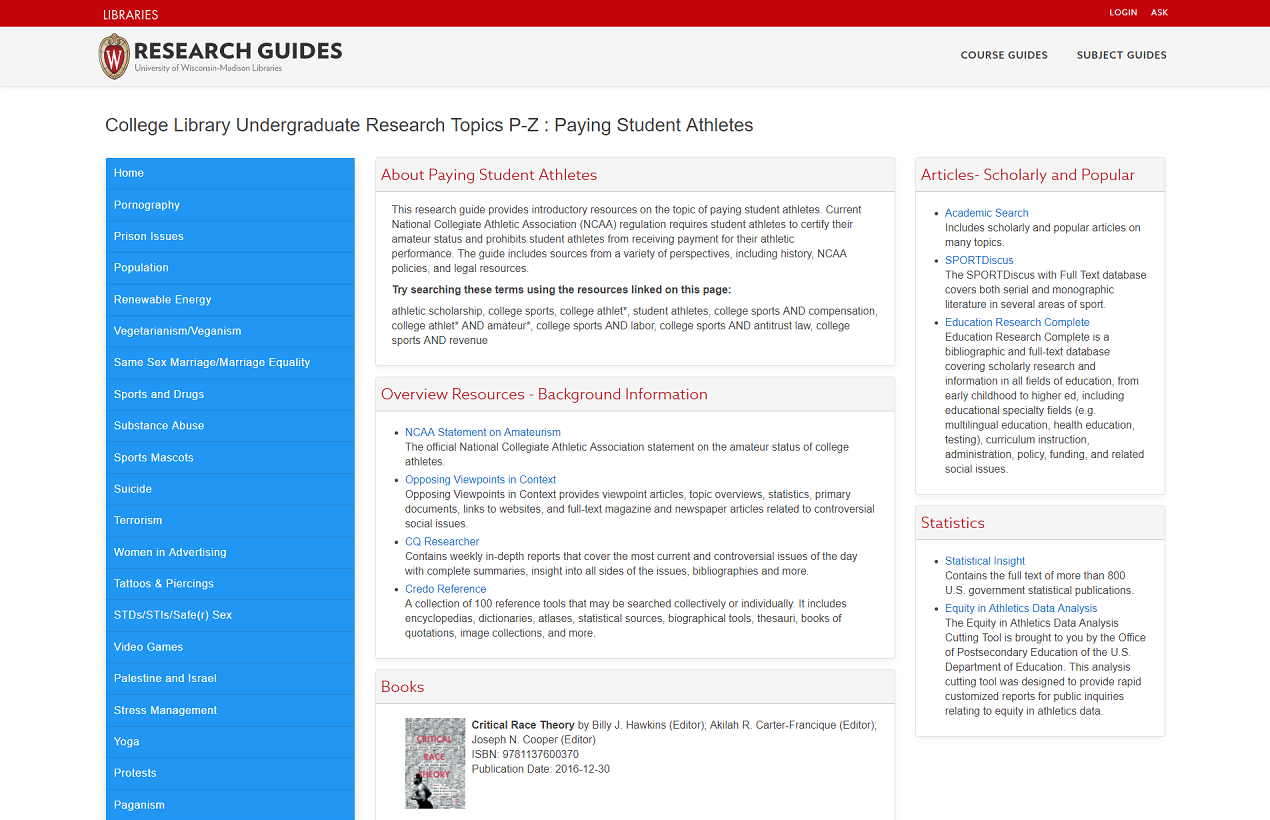 LIBRARIES
LOGIN
ASK
W
RESEARCH GUIDES
University of Wisconsin-Madison Libraries
COURSE GUIDES
SUBJECT GUIDES
College Library Undergraduate Research Topics P-Z : Paying Student Athletes
Home
Pornography
Prison Issues
Population
Renewable Energy
Vegetarianism/Veganism
Same Sex Marriage/Marriage Equality
Sports and Drugs
Substance Abuse
Sports Mascots
Suicide
Terrorism
Women in Advertising
Tattoos & Piercings
STDs/STIs/Safe(r) Sex
Video Games
Palestine and Israel
Stress Management
Yoga
Protests
Paganism
About Paying Student Athletes
This research guide provides introductory resources on the topic of paying student athletes. Current
National Collegiate Athletic Association (NCAA) regulation requires student athletes to certify their
amateur status and prohibits student athletes from receiving payment for their athletic
performance. The guide includes sources from a variety of perspectives, including history, NCAA
policies, and legal resources.
Try searching these terms using the resources linked on this page:
athletic scholarship, college sports, college athlet*, student athletes, college sports AND compensation,
college athlet* AND amateur*, college sports AND labor, college sports AND antitrust law, college
sports AND revenue
Overview Resources - Background Information
• NCAA Statement on Amateurism
The official National Collegiate Athletic Association statement on the amateur status of college
athletes.
• Opposing Viewpoints in Context
Opposing Viewpoints in Context provides viewpoint articles, topic overviews, statistics, primary
documents, links to websites, and full-text magazine and newspaper articles related to controversial
social issues.
• CQ Researcher
Contains weekly in-depth reports that cover the most current and controversial issues of the day
with complete summaries, insight into all sides of the issues, bibliographies and more.
• Credo Reference
A collection of 100 reference tools that may be searched collectively or individually. It includes
encyclopedias, dictionaries, atlases, statistical sources, biographical tools, thesauri, books of
quotations, image collections, and more.
Books
CRITICAL
RACE
THEORY
Critical Race Theory by Billy J. Hawkins (Editor); Akilah R. Carter-Francique (Editor);
Joseph N. Cooper (Editor)
ISBN: 9781137600370
Publication Date: 2016-12-30
Articles- Scholarly and Popular
• Academic Search
Includes scholarly and popular articles on
many topics.
• SPORTDiscus
The SPORTDiscus with Full Text database
covers both serial and monographic
literature in several areas of sport.
• Education Research Complete
Education Research Complete is a
bibliographic and full-text database
covering scholarly research and
information in all fields of education, from
early childhood to higher ed, including
educational specialty fields (e.g.
multilingual education, health education,
testing), curriculum instruction,
administration, policy, funding, and related
social issues.
Statistics
• Statistical Insight
Contains the full text of more than 800
U.S. government statistical publications.
• Equity in Athletics Data Analysis
The Equity in Athletics Data Analysis
Cutting Tool is brought to you by the Office
of Postsecondary Education of the U.S.
Department of Education. This analysis
cutting tool was designed to provide rapid
customized reports for public inquiries
relating to equity in athletics data.